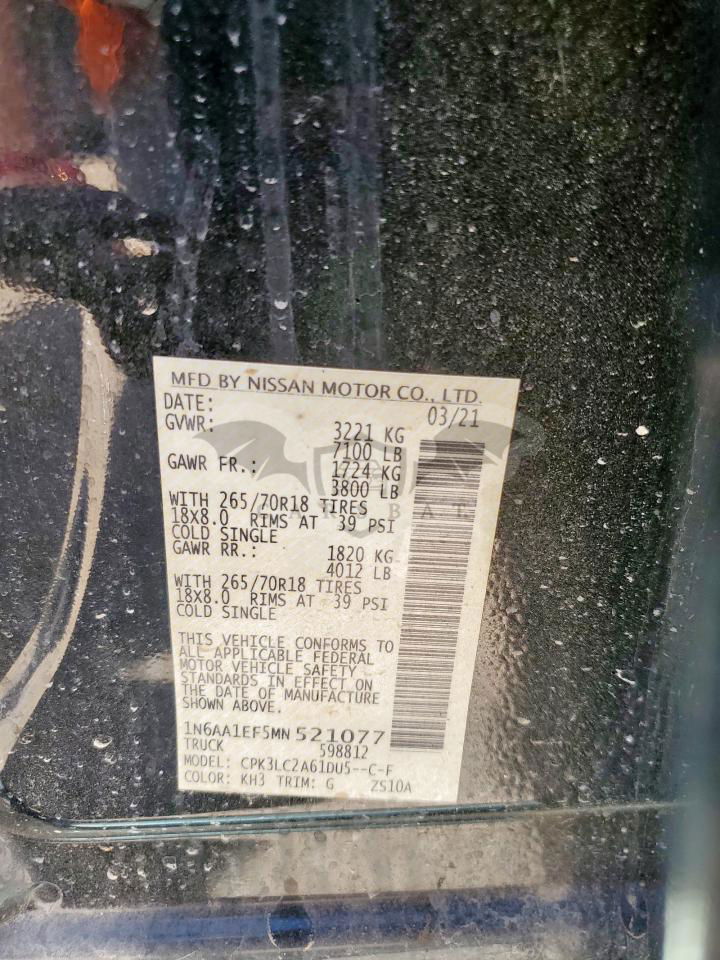 MFD BY NISSAN MOTOR CO., LTD.
DATE: 03/21
GVWR: 3221 KG
7100 LB
GAWR FR.: 1724 KG
3800 LB
WITH 265/70R18 TIRES
18X8.0 RIMS AT 39 PSI
COLD SINGLE
GAWR RR.: 1820 KG
4012 LB
WITH 265/70R18 TIRES
18X8.0 RIMS AT 39 PSI
COLD SINGLE
THIS VEHICLE CONFORMS TO
ALL APPLICABLE FEDERAL
MOTOR VEHICLE SAFETY
STANDARDS IN EFFECT ON
THE DATE OF MANUFACTURE
SHOWN ABOVE.
1N6AA1EF5MN 521077
TRUCK 598812
MODEL: CPK3LC2A61DU5--C-F
COLOR: KH3 TRIM: G ZS10A